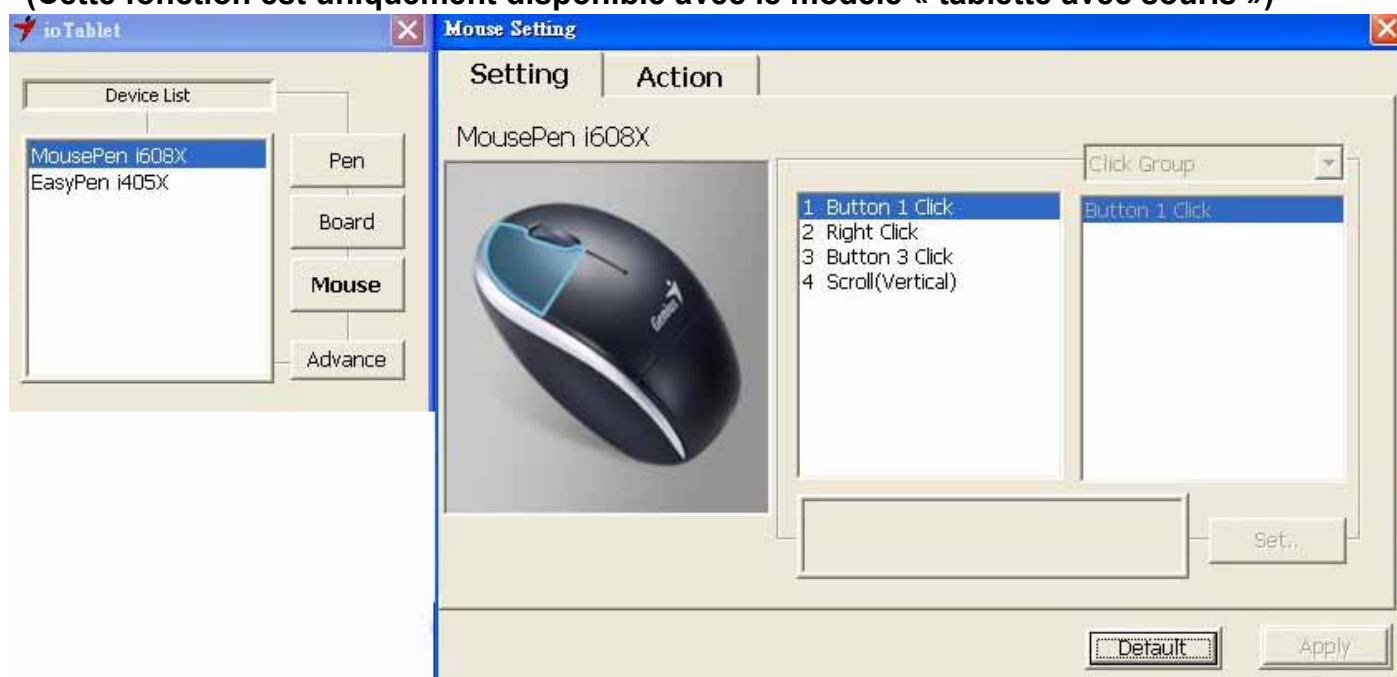 (Cette fonction est uniquement disponible avec le modèle « tablette avec souris »)
ioTablet
Device List
MousePen i608X
EasyPen i405X
Pen
Board
Mouse
Advance
Mouse Setting
Setting
Action
MousePen i608X
Genius
Click Group
1 Button 1 Click
2 Right Click
3 Button 3 Click
4 Scroll(Vertical)
Button 1 Click
Set..
Default
Apply